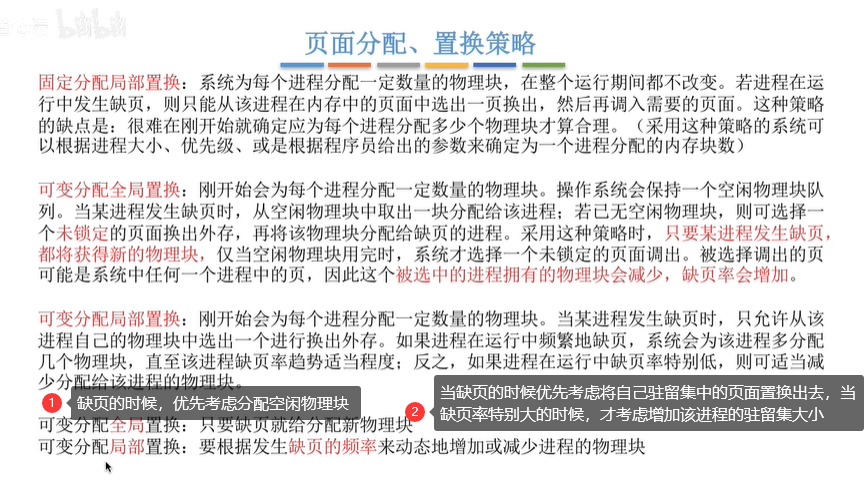 页面分配、置换策略
固定分配局部置换：系统为每个进程分配一定数量的物理块，在整个运行期间都不改变。若进程在运
行中发生缺页，则只能从该进程在内存中的页面中选出一页换出，然后再调入需要的页面。这种策略
的缺点是：很难在刚开始就确定应为每个进程分配多少个物理块才算合理。（采用这种策略的系统可
以根据进程大小、优先级、或是根据程序员给出的参数来确定为一个进程分配的内存块数）
可变分配全局置换：刚开始会为每个进程分配一定数量的物理块。操作系统会保持一个空闲物理块队
列。当某进程发生缺页时，从空闲物理块中取出一块分配给该进程；若已无空闲物理块，则可选择一
个未锁定的页面换出外存，再将该物理块分配给缺页的进程。采用这种策略时，只要某进程发生缺页，
都将获得新的物理块，仅当空闲物理块用完时，系统才选择一个未锁定的页面调出。被选择调出的页
可能是系统中任何一个进程中的页，因此这个被选中的进程拥有的物理块会减少，缺页率会增加。
可变分配局部置换：刚开始会为每个进程分配一定数量的物理块。当某进程发生缺页时，只允许从该
进程自己的物理块中选出一个进行换出外存。如果进程在运行中频繁地缺页，系统会为该进程多分配
几个物理块，直至该进程缺页率趋势适当程度；反之，如果进程在运行中缺页率特别低，则可适当减
少分配给该进程的物理块。
1 缺页的时候，优先考虑分配空闲物理块
2 当缺页的时候优先考虑将自己驻留集中的页面置换出去，当
缺页率特别大的时候，才考虑增加该进程的驻留集大小
可变分配全局置换：只要缺页就给分配新物理块
可变分配局部置换：要根据发生缺页的频率来动态地增加或减少进程的物理块